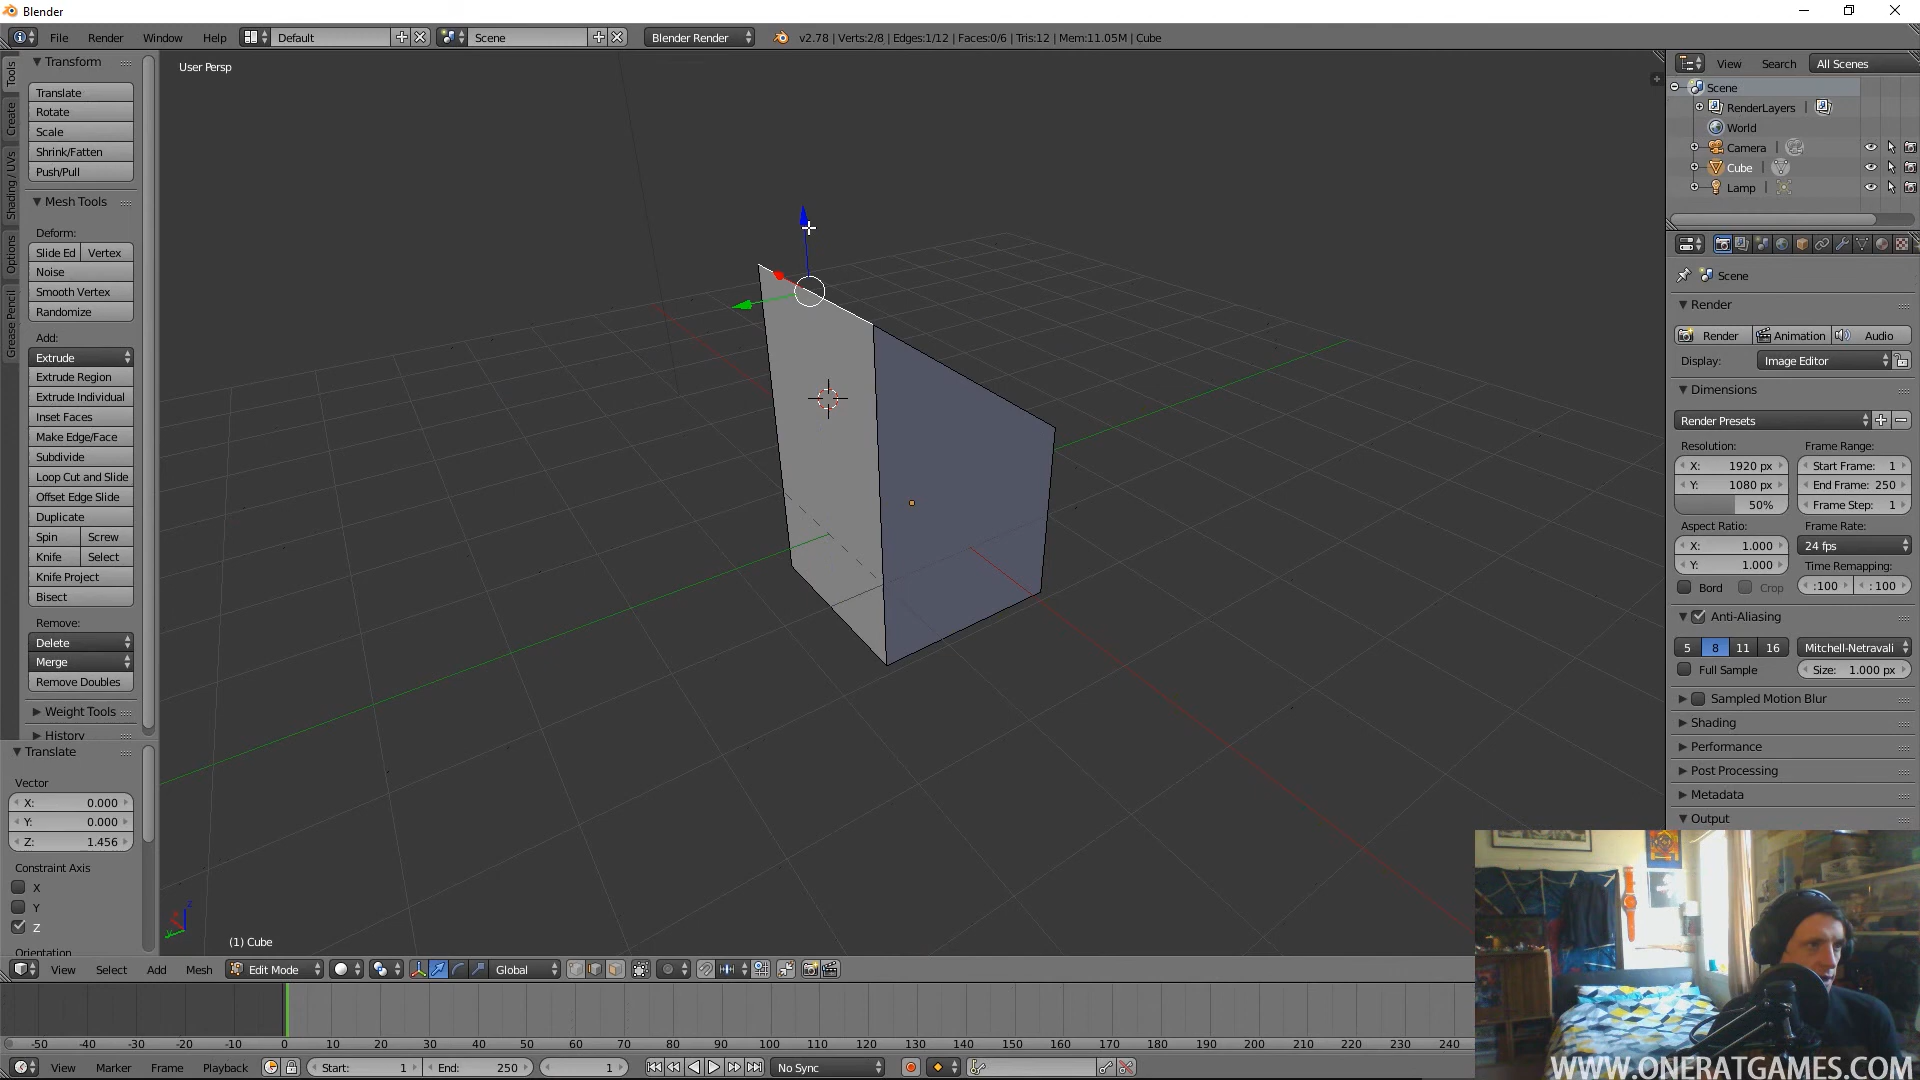 Blender
File Render Window Help Default Scene Blender Render v2.78 | Verts:2/8 | Edges:1/12 | Faces:0/6 | Tris:12 | Mem:11.05M | Cube
Tools
Create
Shading / UVs
Options
Grease Pencil
Transform
Translate
Rotate
Scale
Shrink/Fatten
Push/Pull
Mesh Tools
Deform:
Slide Ed Vertex
Noise
Smooth Vertex
Randomize
Add:
Extrude
Extrude Region
Extrude Individual
Inset Faces
Make Edge/Face
Subdivide
Loop Cut and Slide
Offset Edge Slide
Duplicate
Spin Screw
Knife Select
Knife Project
Bisect
Remove:
Delete
Merge
Remove Doubles
Weight Tools
History
Translate
Vector
X: 0.000
Y: 0.000
Z: 1.456
Constraint Axis
X
Y
Z
Orientation
User Persp
(1) Cube
View Select Add Mesh Edit Mode Global
-50 -40 -30 -20 -10 0 10 20 30 40 50 60 70 80 90 100 110 120 130 140 150 160 170 180 190 200 210 220 230 240
View Marker Frame Playback Start: 1 End: 250 1 No Sync
View Search All Scenes
Scene
RenderLayers |
World
Camera |
Cube |
Lamp |
Scene
Render
Render Animation Audio
Display: Image Editor
Dimensions
Render Presets
Resolution: Frame Range:
X: 1920 px Start Frame: 1
Y: 1080 px End Frame: 250
50% Frame Step: 1
Aspect Ratio: Frame Rate:
X: 1.000 24 fps
Y: 1.000 Time Remapping:
Bord Crop :100 : 100
Anti-Aliasing
5 8 11 16 Mitchell-Netravali
Full Sample Size: 1.000 px
Sampled Motion Blur
Shading
Performance
Post Processing
Metadata
Output
WWW.ONERATGAMES.COM